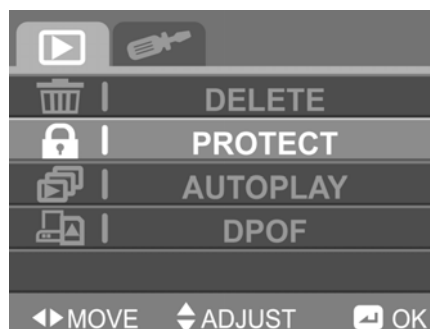 DELETE
PROTECT
AUTOPLAY
DPOF
MOVE ADJUST OK